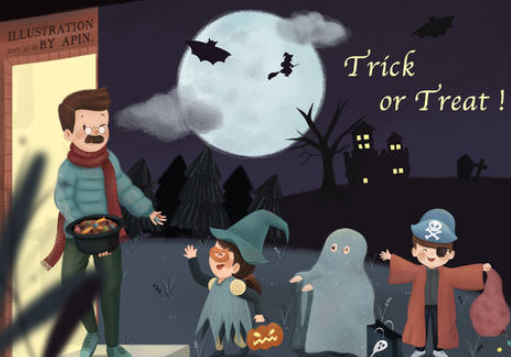 ILLUSTRATION
BY APIN.
Trick
or Treat !